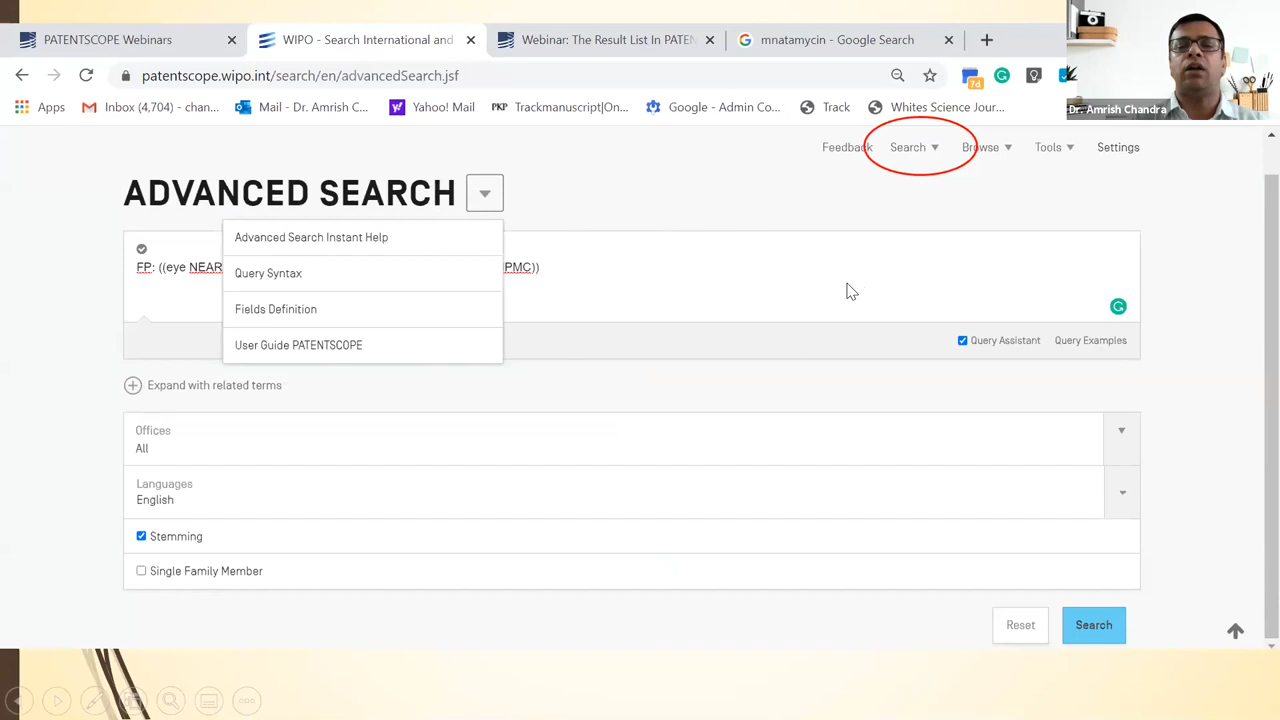 PATENTSCOPE Webinars
WIPO - Search International and
Webinar: The Result List In PATEN
mnatamycin - Google Search
patentscope.wipo.int/search/en/advancedSearch.jsf
7d
Apps
Inbox (4,704) - chan...
Mail - Dr. Amrish C...
Yahoo! Mail
PKP Trackmanuscript|On...
Google - Admin Co...
Track
Whites Science Jour...
Dr. Amrish Chandra
Feedback
Search
Browse
Tools
Settings
ADVANCED SEARCH
Advanced Search Instant Help
FP: ((eye NEAR
PMC))
Query Syntax
Fields Definition
User Guide PATENTSCOPE
Query Assistant
Query Examples
Expand with related terms
Offices
All
Languages
English
Stemming
Single Family Member
Reset
Search